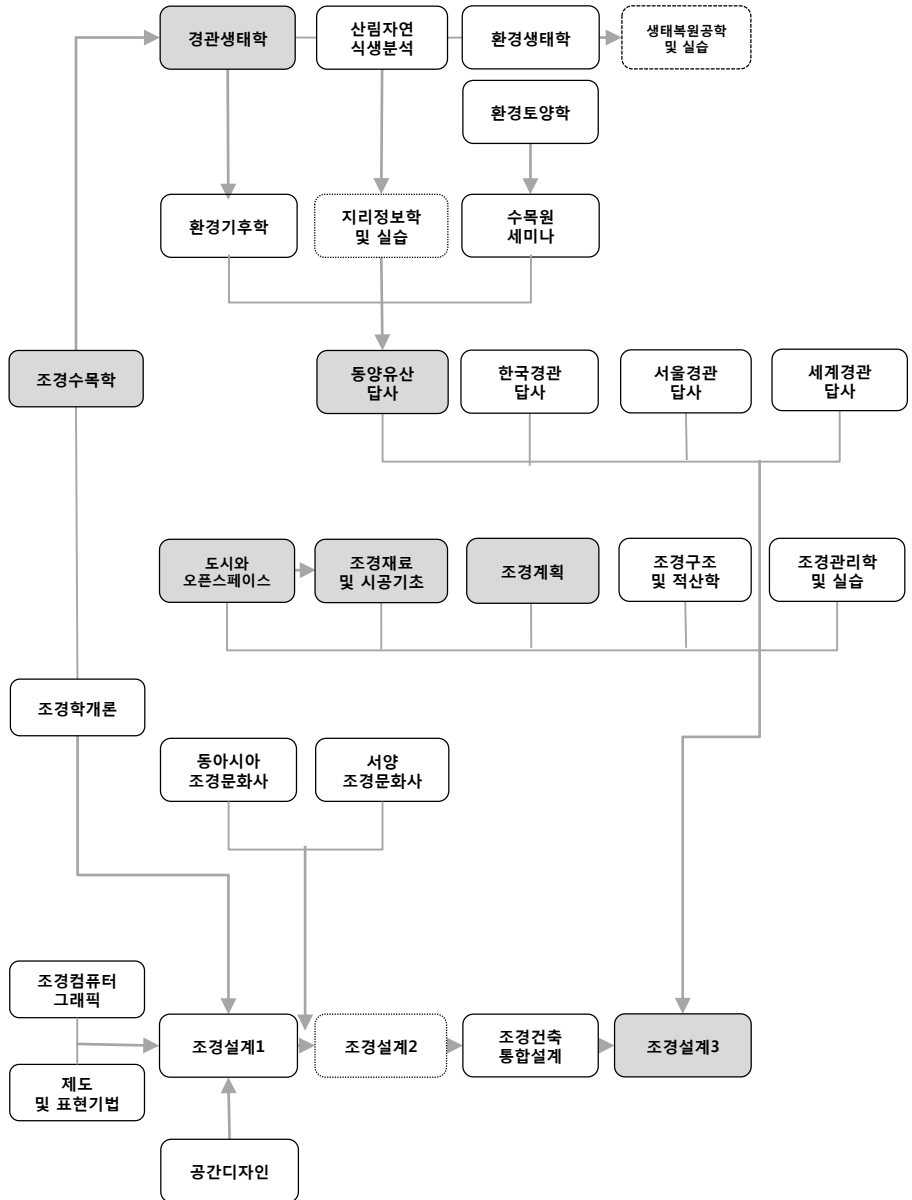 경관생태학
산림자연
식생분석
환경생태학
생태복원공학
및 실습
환경토양학
환경기후학
지리정보학
및 실습
수목원
세미나
조경수목학
동양유산
답사
한국경관
답사
서울경관
답사
세계경관
답사
도시와
오픈스페이스
조경재료
및 시공기초
조경계획
조경구조
및 적산학
조경관리학
및 실습
조경학개론
동아시아
조경문화사
서양
조경문화사
조경컴퓨터
그래픽
제도
및 표현기법
조경설계1
조경설계2
조경건축
통합설계
조경설계3
공간디자인